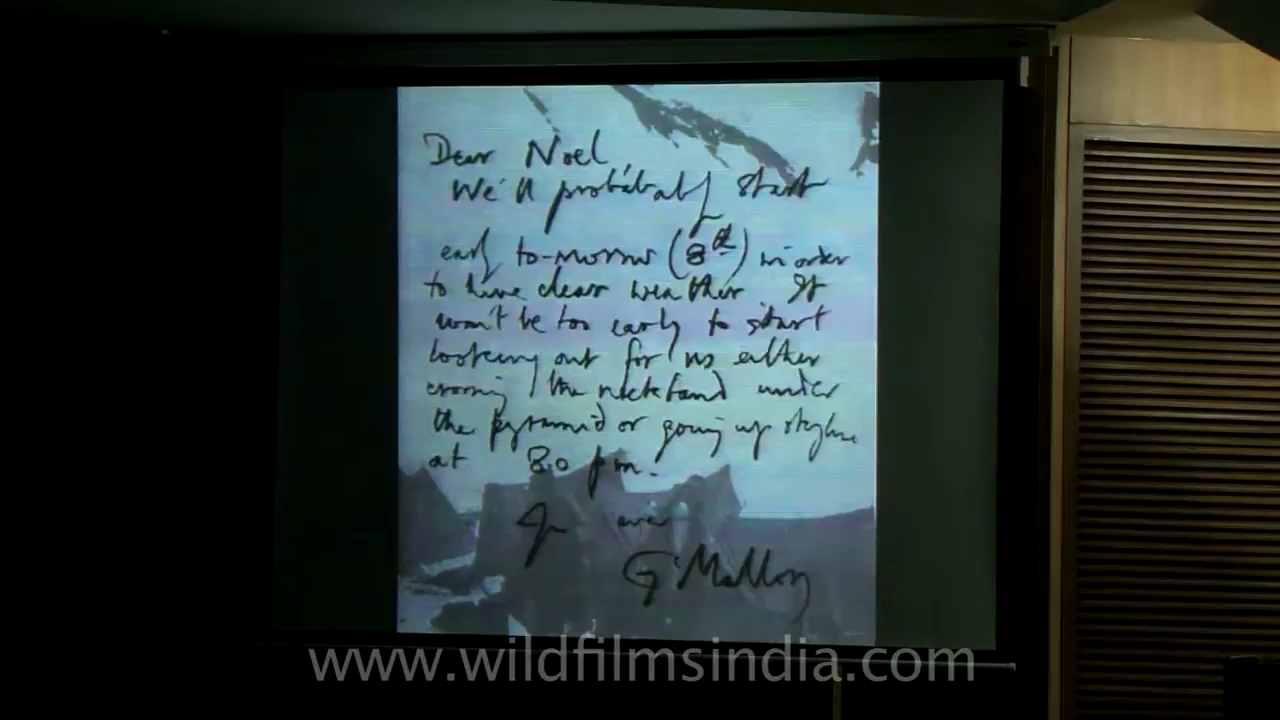 Dear Noel,
We'll probably start
early to-morrow (8th) in order
to have clear weather. It
won't be too early to start
looking out for us either
crossing the rockband under
the pyramid or going up skyline
at 8.0 p.m.
Yrs ever
G Mallory
www.wildfilmsindia.com